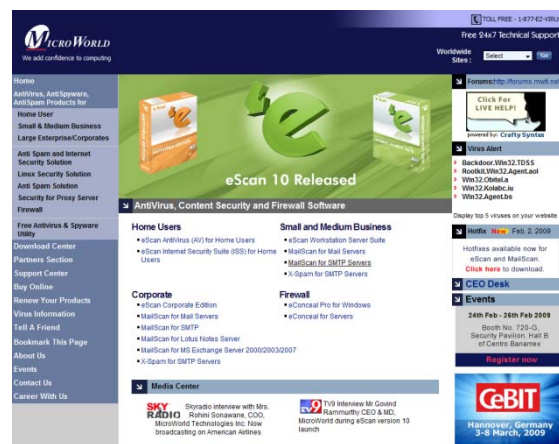 TOLL FREE - 1-877-EZ-VIRU
Free 24x7 Technical Support
MICROWORLD
We add confidence to computing
Worldwide Sites :
Select
Go
Home
AntiVirus, AntiSpyware,
AntiSpam Products for
Home User
Small & Medium Business
Large Enterprise/Corporates
Anti Spam and Internet
Security Solution
Linux Security Solution
Anti Spam Solution
Security for Proxy Server
Firewall
Free Antivirus & Spyware
Utility
Download Center
Partners Section
Support Center
Buy Online
Renew Your Products
Virus Information
Tell A Friend
Bookmark This Page
About Us
Events
Contact Us
Career With Us
eScan 10 Released
AntiVirus, Content Security and Firewall Software
Home Users
eScan AntiVirus (AV) for Home Users
eScan Internet Security Suite (ISS) for Home
Users
Small and Medium Business
eScan Workstation Server Suite
MailScan for Mail Servers
MailScan for SMTP Servers
X-Spam for SMTP Servers
Corporate
eScan Corporate Edition
MailScan for Mail Servers
MailScan for SMTP
MailScan for Lotus Notes Server
MailScan for MS Exchange Server 2000/2003/2007
X-Spam for SMTP Servers
Firewall
eConceal Pro for Windows
eConceal for Servers
Media Center
SKY
RADIO
Skyradio interview with Mrs.
Rohini Sonawane, COO,
MicroWorld Technologies Inc. Now
broadcasting on American Airlines
TV9
TV9 Interview Mr.Govind
Rammurthy CEO & MD,
MicroWorld during eScan version 10
launch
Forums:http://forums.mwti.net
Click For
LIVE HELP!
powered by: Crafty Syntax
Virus Alert
Backdoor.Win32.TDSS
Rootkit.Win32.Agent.aol
Win32.Obitel.a
Win32.Kolabc.iu
Win32.Agent.bs
Display top 5 viruses on your website.
Hotfix New Feb. 2, 2009
Hotfixes available now for
eScan and MailScan.
Click here to download.
CEO Desk
Events
24th Feb - 26th Feb 2009
Booth No. 720-G,
Security Pavilion, Hall B
of Centro Banamex
Register now
CeBIT
Hannover, Germany
3-8 March, 2009